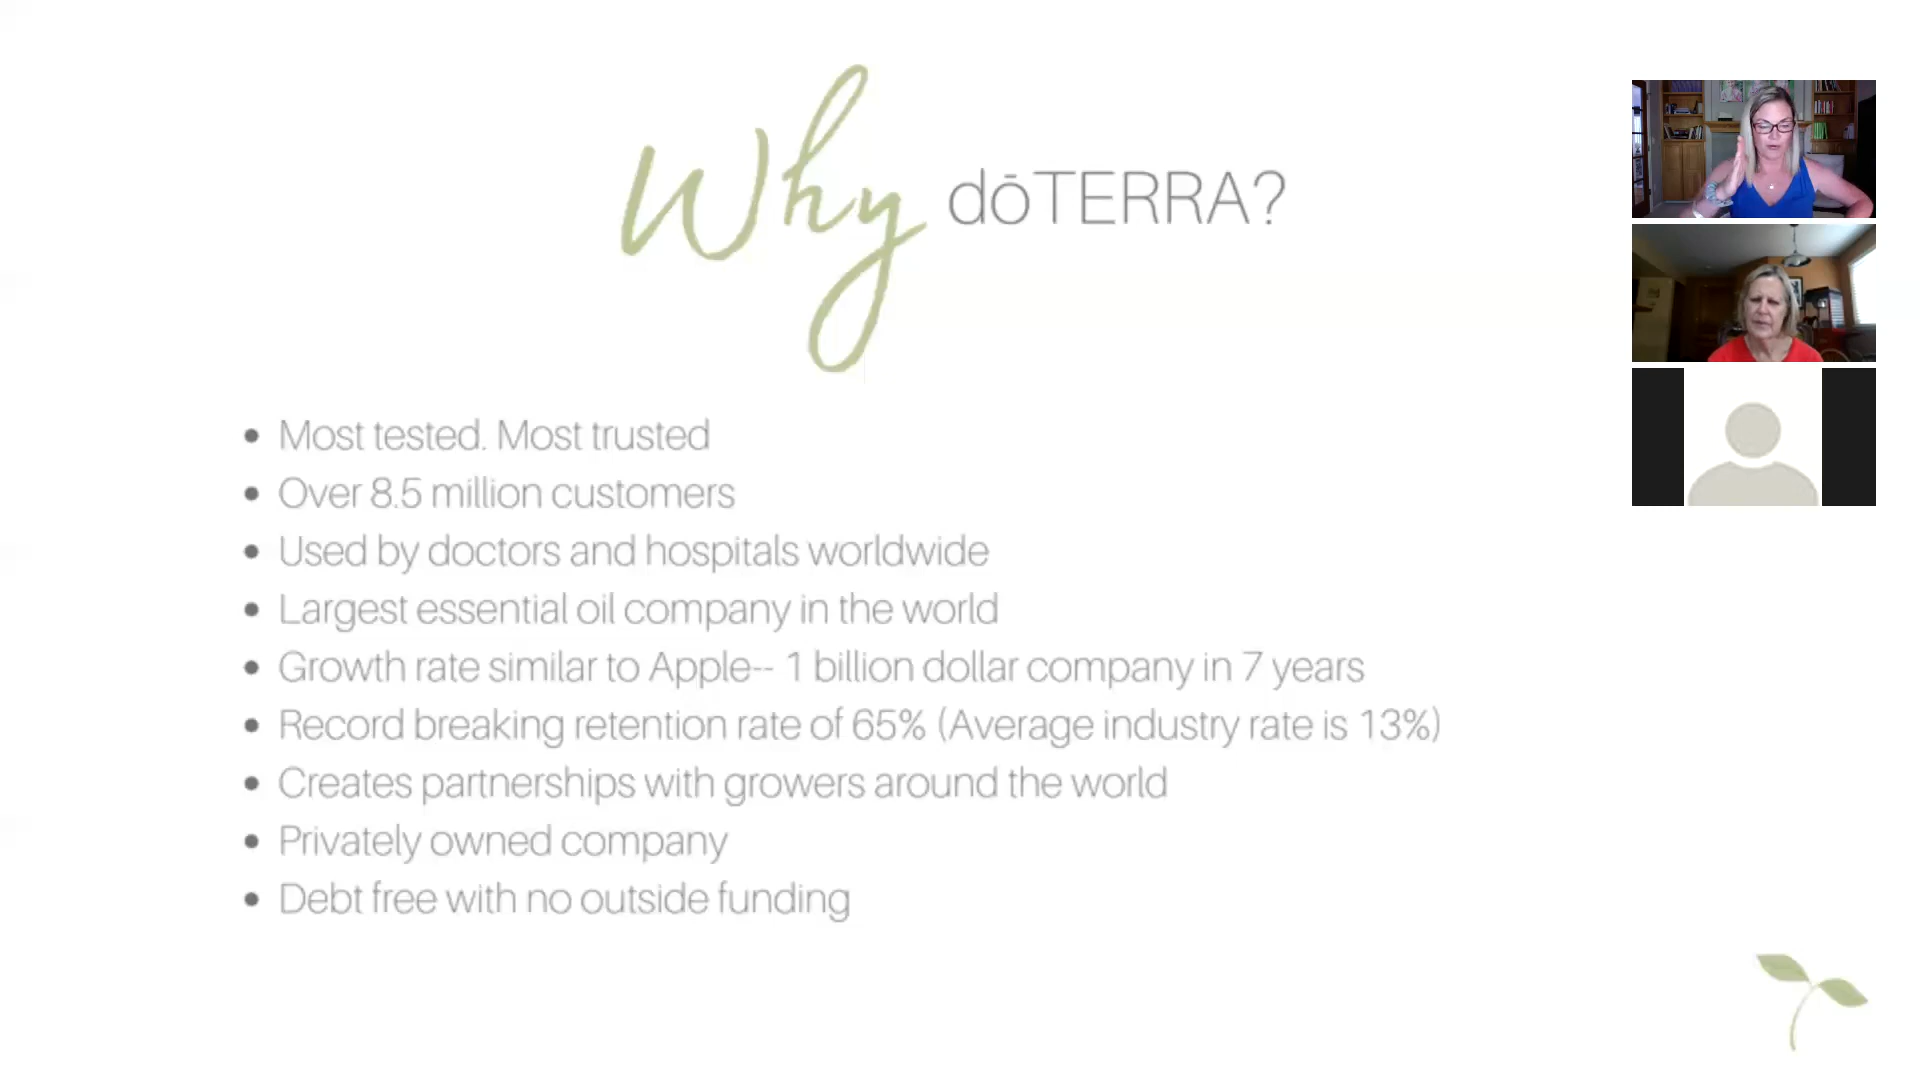 Why dōTERRA?
Most tested. Most trusted
Over 8.5 million customers
Used by doctors and hospitals worldwide
Largest essential oil company in the world
Growth rate similar to Apple-- 1 billion dollar company in 7 years
Record breaking retention rate of 65% (Average industry rate is 13%)
Creates partnerships with growers around the world
Privately owned company
Debt free with no outside funding